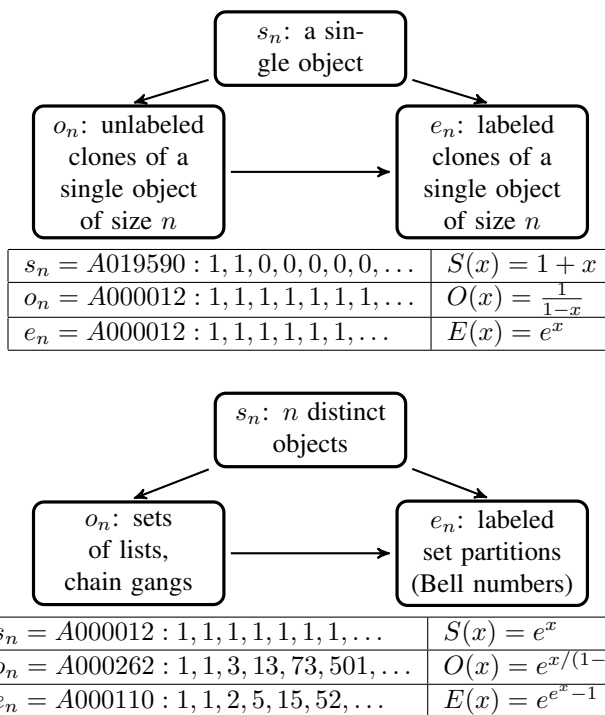 s_n: a sin-
gle object
o_n: unlabeled
clones of a
single object
of size n
e_n: labeled
clones of a
single object
of size n
s_n = A019590 : 1, 1, 0, 0, 0, 0, 0, . . . S(x) = 1 + x
o_n = A000012 : 1, 1, 1, 1, 1, 1, 1, . . . O(x) = \frac{1}{1-x}
e_n = A000012 : 1, 1, 1, 1, 1, 1, . . . E(x) = e^x
s_n: n distinct
objects
o_n: sets
of lists,
chain gangs
e_n: labeled
set partitions
(Bell numbers)
s_n = A000012 : 1, 1, 1, 1, 1, 1, 1, . . . S(x) = e^x
o_n = A000262 : 1, 1, 3, 13, 73, 501, . . . O(x) = e^{x/(1-
e_n = A000110 : 1, 1, 2, 5, 15, 52, . . . E(x) = e^{e^x-1}